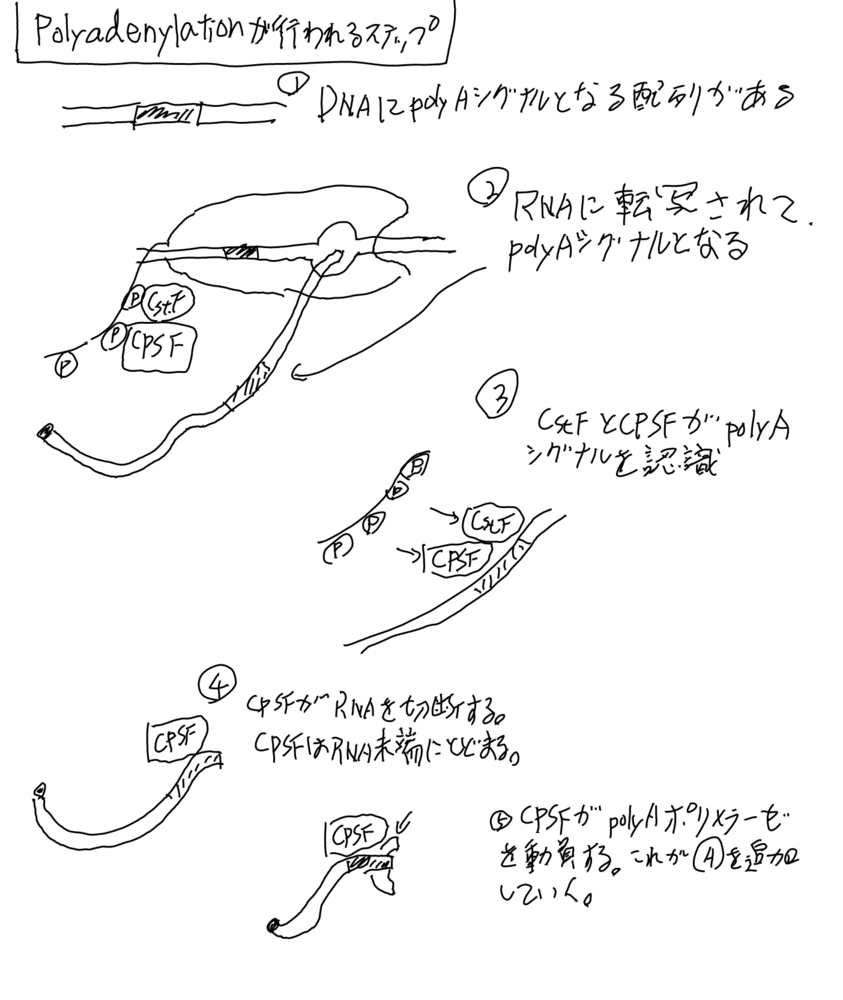 Polyadenylationが行われるステップ
① DNAにpolyAシグナルとなる配列がある
② RNAに転写されて、
polyAシグナルとなる
P CstF
P CPSF
P
③ CstFとCPSFがpolyA
シグナルを認識
P
P
P
P
→ CstF
→ CPSF
④ CPSFがRNAを切断する。
CPSFはRNA末端にとどまる。
CPSF
CPSF
⑤ CPSFがpolyAポリメラーゼ
を動員する。これがAを追加
していく。